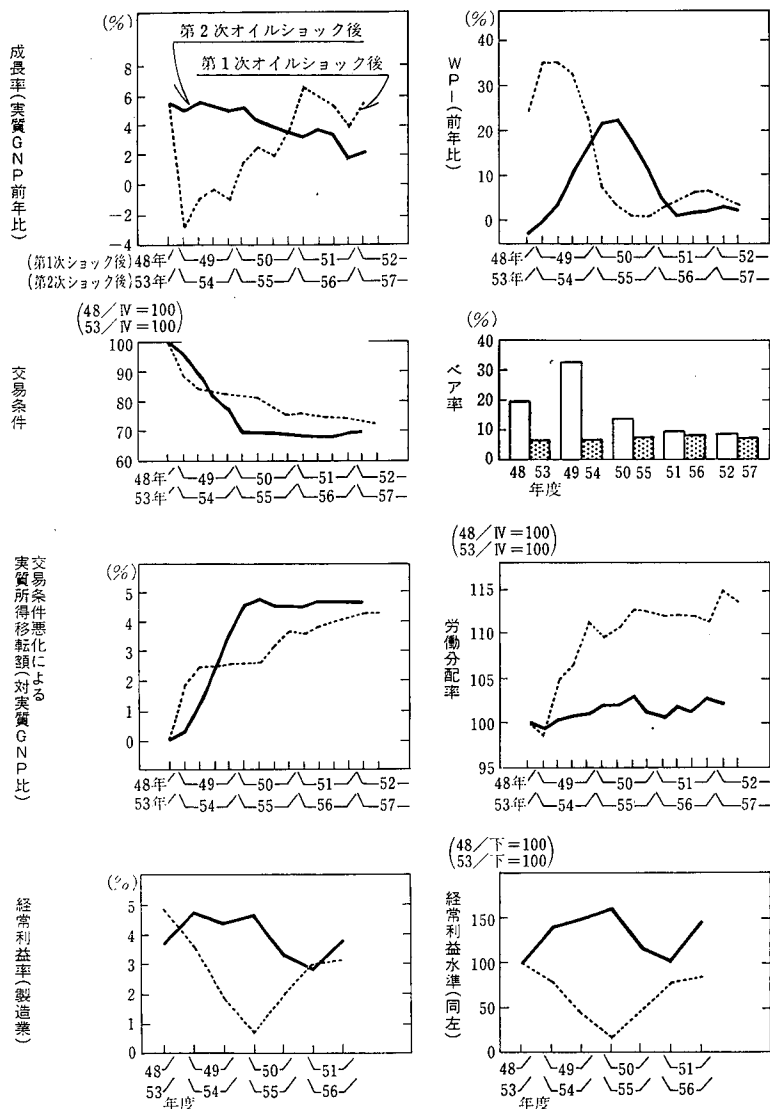 (%)
第2次オイルショック後
第1次オイルショック後
成長率(実質GNP前年比)
8
6
4
2
0
−2
−4
%
(第1次ショック後) 48年 49 50 51 52
(第2次ショック後) 53年 54 55 56 57
(%)
WPI(前年比)
40
30
20
10
0
48年 49 50 51 52
53年 54 55 56 57
(48/Ⅳ=100)
(53/Ⅳ=100)
交易条件
100
90
80
70
60
48年 49 50 51 52
53年 54 55 56 57
(%)
ベア率
40
30
20
10
0
48 53 49 54 50 55 51 56 52 57
年度
(%)
交易条件悪化による
実質所得移転額(対実質GNP比)
5
4
3
2
1
0
48年 49 50 51 52
53年 54 55 56 57
(48/Ⅳ=100)
(53/Ⅳ=100)
労働分配率
115
110
105
100
95
48年 49 50 51 52
53年 54 55 56 57
(%)
経常利益率(製造業)
5
4
3
2
1
0
48 49 50 51
53 54 55 56
年度
(48/下=100)
(53/下=100)
経常利益水準(同左)
150
100
50
0
48 49 50 51
53 54 55 56
年度